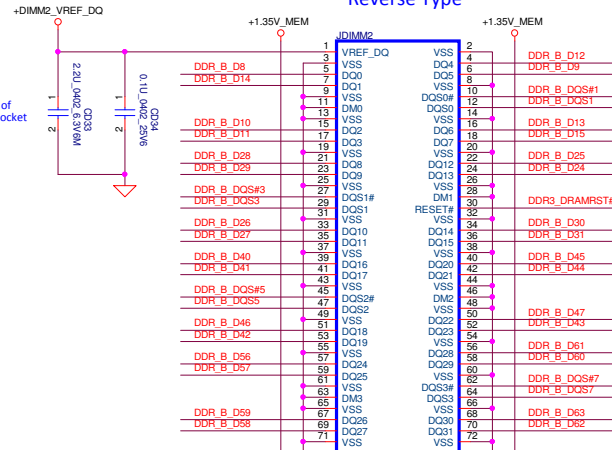 Reverse Type
+DIMM2_VREF_DQ
+1.35V_MEM +1.35V_MEM
JDIMM2
1 VREF_DQ VSS 2
3 VSS DQ4 4 DDR_B_D12
DDR_B_D8 5 DQ0 DQ5 6 DDR_B_D9
DDR_B_D14 7 DQ1 VSS 8
9 VSS DQS0# 10 DDR_B_DQS#1
11 DM0 DQS0 12 DDR_B_DQS1
13 VSS VSS 14
DDR_B_D10 15 DQ2 DQ6 16 DDR_B_D13
DDR_B_D11 17 DQ3 DQ7 18 DDR_B_D15
19 VSS VSS 20
DDR_B_D28 21 DQ8 DQ12 22 DDR_B_D25
DDR_B_D29 23 DQ9 DQ13 24 DDR_B_D24
25 VSS VSS 26
DDR_B_DQS#3 27 DQS1# DM1 28
DDR_B_DQS3 29 DQS1 RESET# 30 DDR3_DRAMRST#
31 VSS VSS 32
DDR_B_D26 33 DQ10 DQ14 34 DDR_B_D30
DDR_B_D27 35 DQ11 DQ15 36 DDR_B_D31
37 VSS VSS 38
DDR_B_D40 39 DQ16 DQ20 40 DDR_B_D45
DDR_B_D41 41 DQ17 DQ21 42 DDR_B_D44
43 VSS VSS 44
DDR_B_DQS#5 45 DQS2# DM2 46
DDR_B_DQS5 47 DQS2 VSS 48
49 VSS DQ22 50 DDR_B_D47
DDR_B_D46 51 DQ18 DQ23 52 DDR_B_D43
DDR_B_D42 53 DQ19 VSS 54
55 VSS DQ28 56 DDR_B_D61
DDR_B_D56 57 DQ24 DQ29 58 DDR_B_D60
DDR_B_D57 59 DQ25 VSS 60
61 VSS DQS3# 62 DDR_B_DQS#7
63 DM3 DQS3 64 DDR_B_DQS7
65 VSS VSS 66
DDR_B_D59 67 DQ26 DQ30 68 DDR_B_D63
DDR_B_D58 69 DQ27 DQ31 70 DDR_B_D62
71 VSS VSS 72
of
ocket
1
2
2.2U_0402_6.3V6M
CD33
1
2
0.1U_0402_25V6
CD34